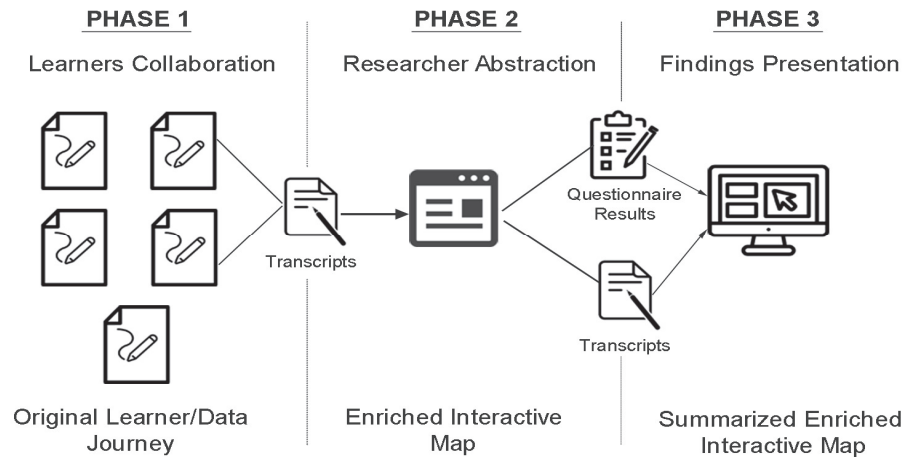 PHASE 1
PHASE 2
PHASE 3
Learners Collaboration
Researcher Abstraction
Findings Presentation
Transcripts
Questionnaire
Results
Transcripts
Original Learner/Data
Journey
Enriched Interactive
Map
Summarized Enriched
Interactive Map